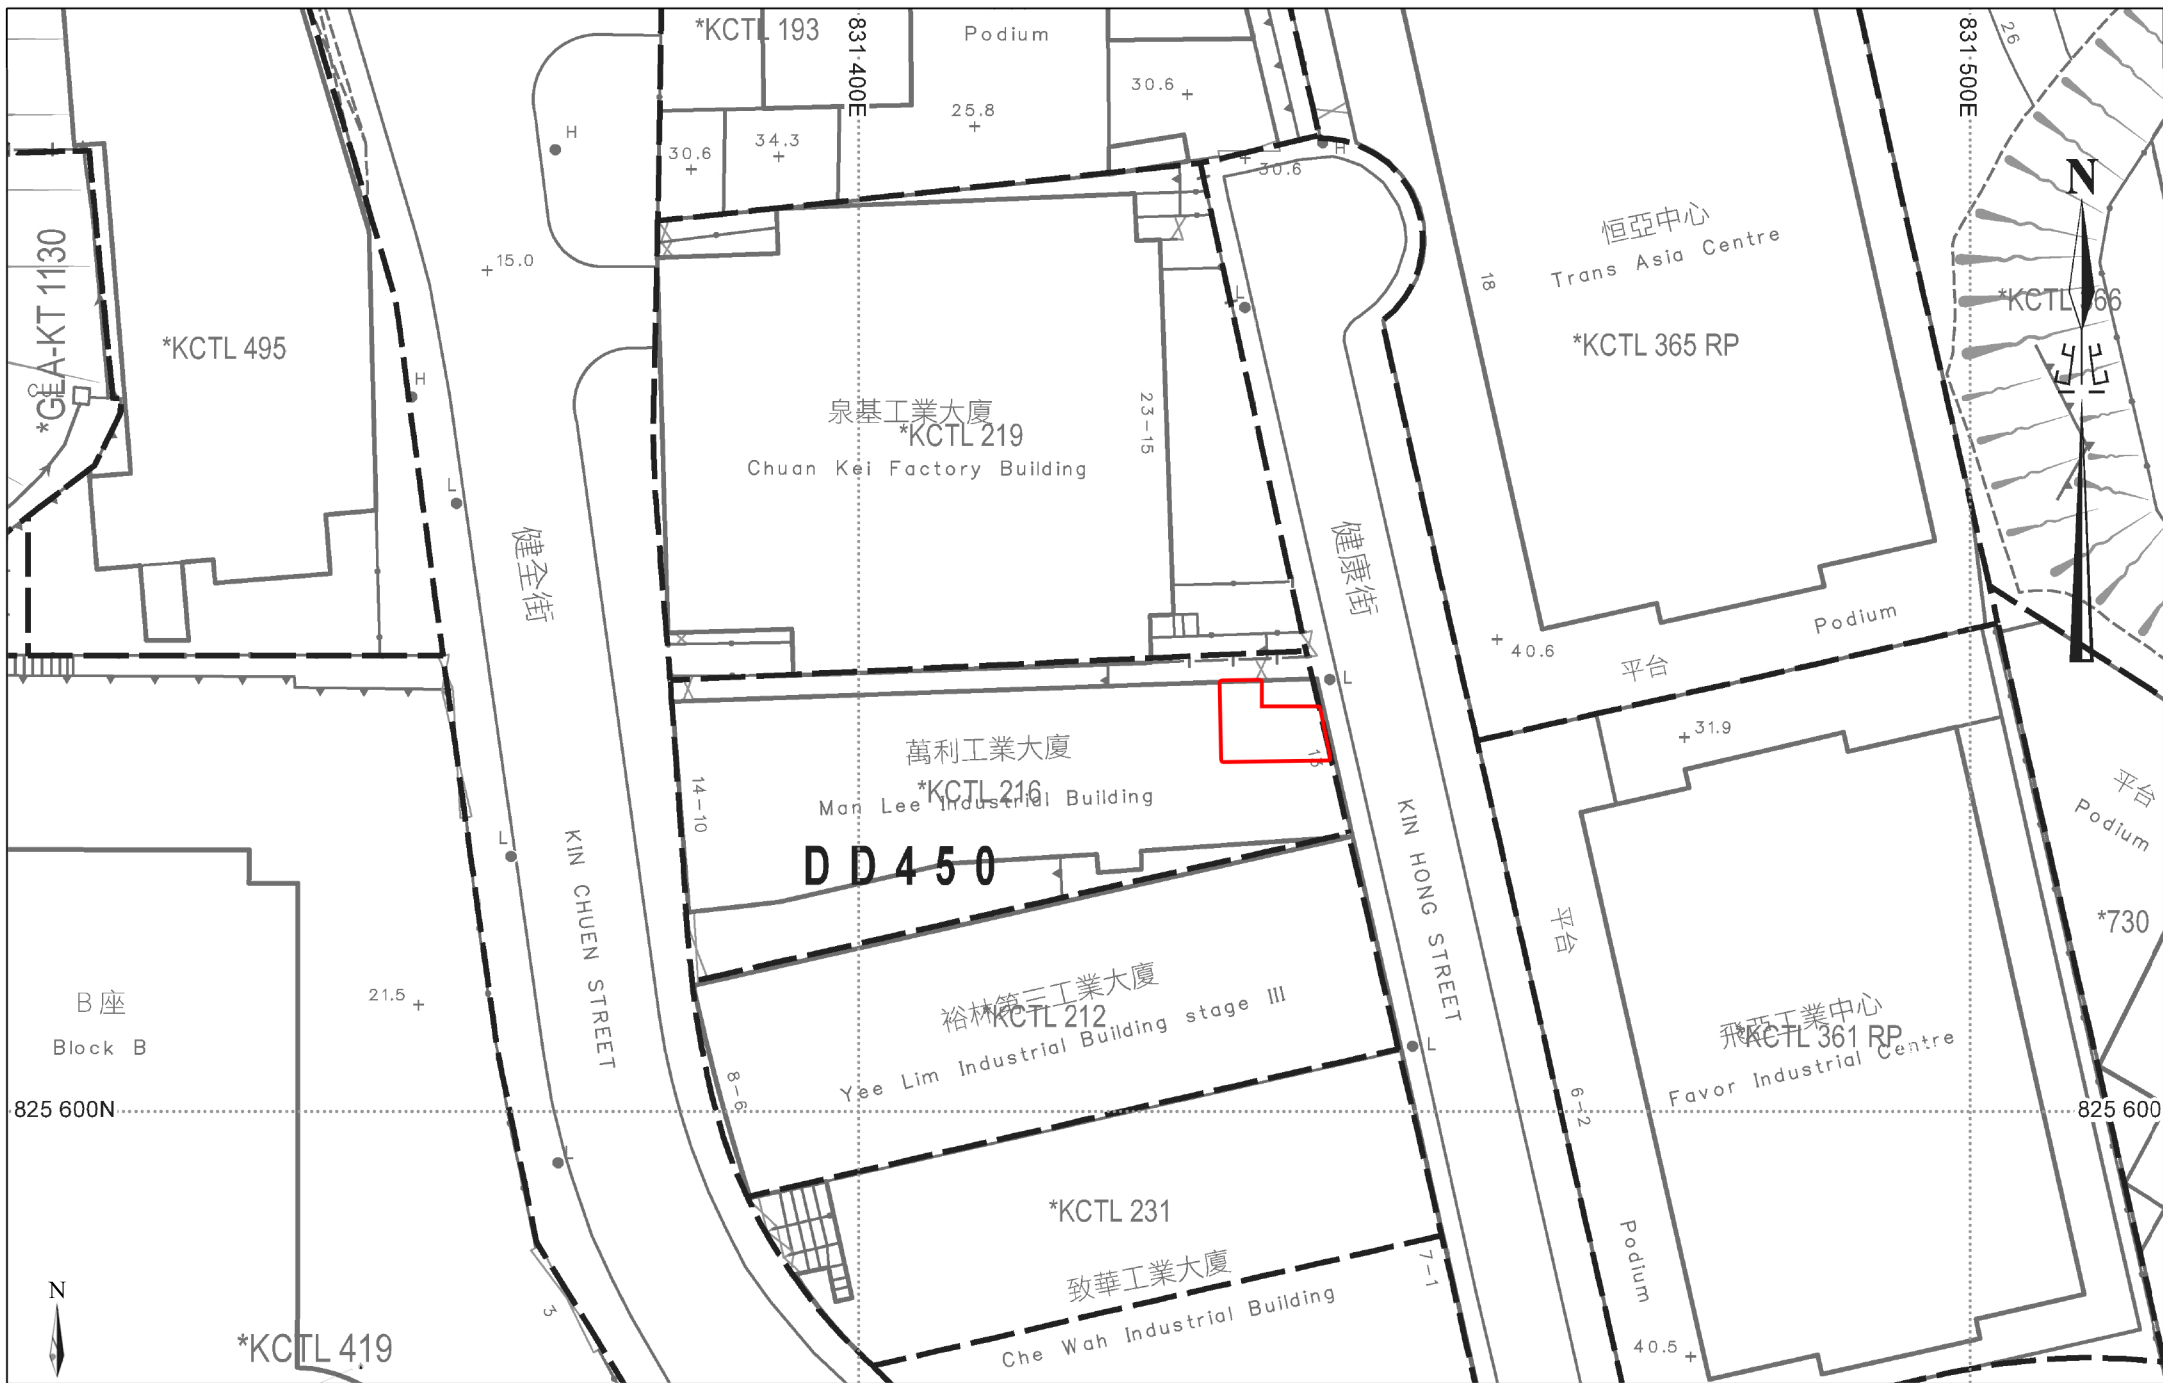 *KCTL 193
831 400E
Podium
831 500E
26
30.6
25.8
H
34.3
30.6
H
30.6
N
恒亞中心
Trans Asia Centre
*GLA-KT 1130
15.0
18
L
*KCTL 495
*KCTL 365 RP
H
泉基工業大廈
*KCTL 219
Chuan Kei Factory Building
23-15
L
健全街
健康街
Podium
40.6
平台
L
31.9
萬利工業大廈
*KCTL 216
Man Lee Industrial Building
14-10
13
平台
Podium
L
KIN CHUEN STREET
KIN HONG STREET
D D 4 5 0
平台
*730
B座
Block B
21.5
裕林第三工業大廈
KCTL 212
Yee Lim Industrial Building stage III
飛亞工業中心
*KCTL 361 RP
Favor Industrial Centre
L
8-6
6-2
825 600N
825 600
L
*KCTL 231
致華工業大廈
Che Wah Industrial Building
7-1
Podium
N
3
*KCTL 419
40.5